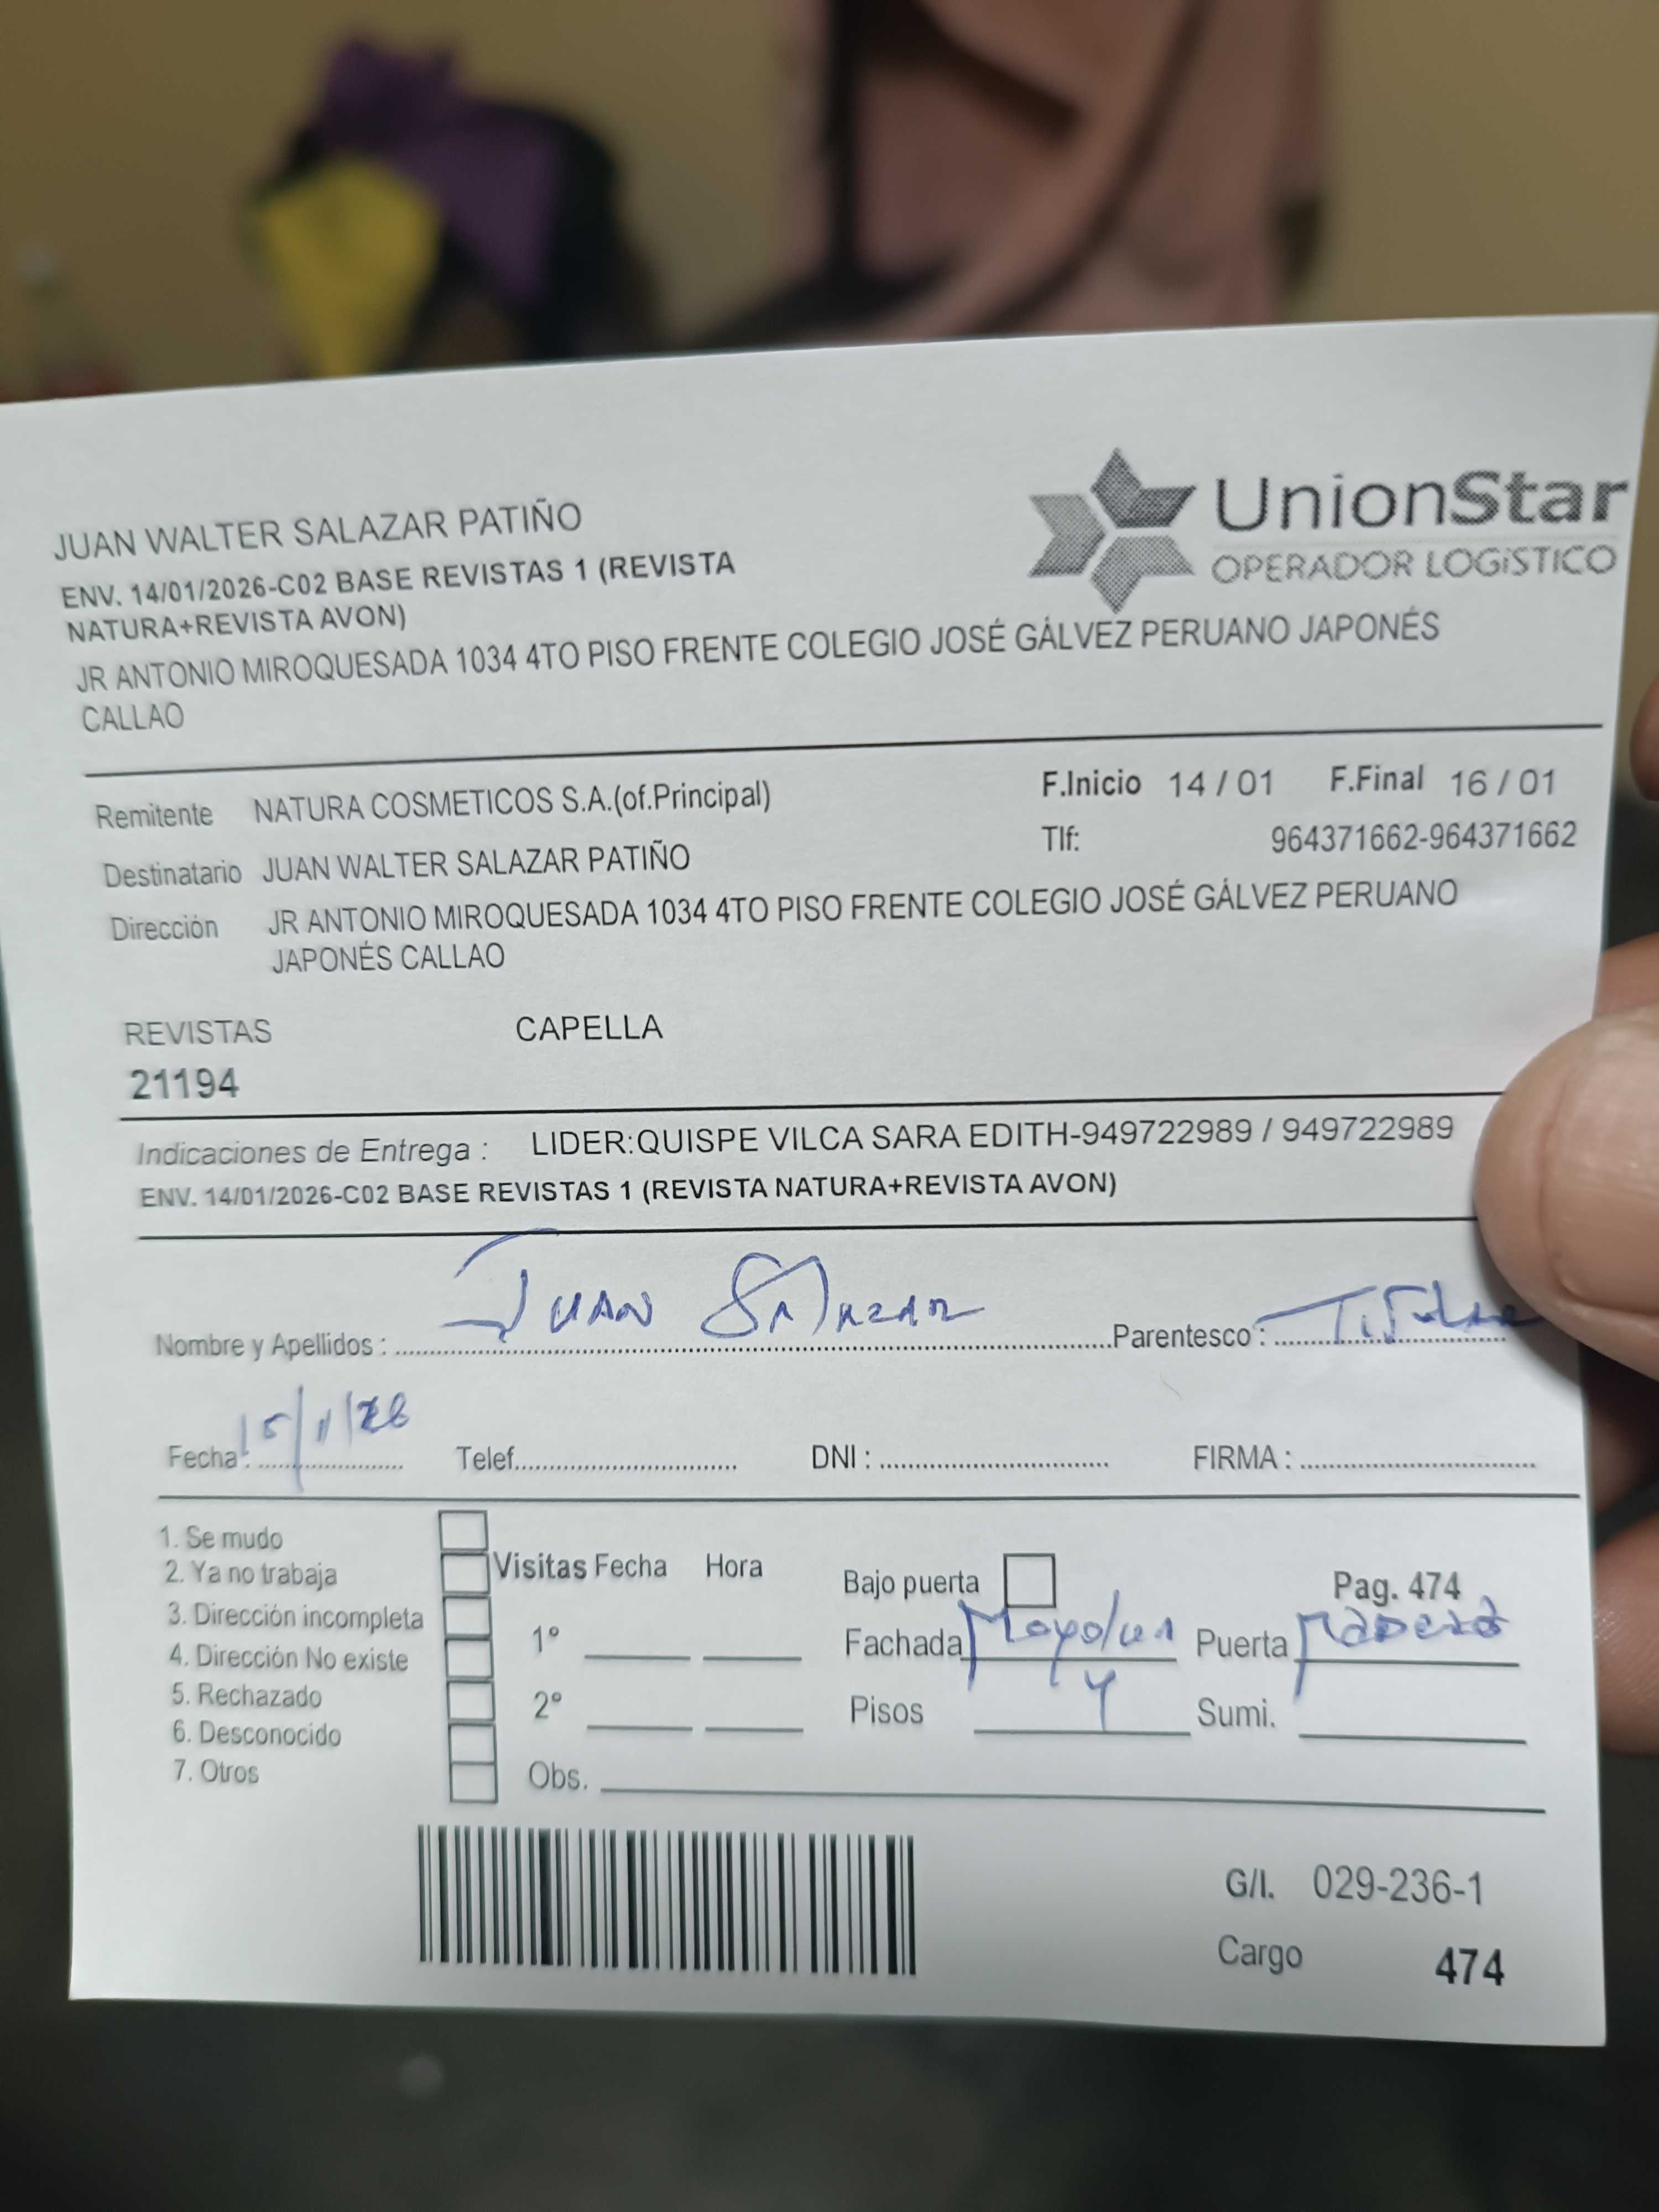 JUAN WALTER SALAZAR PATIÑO
UnionStar
OPERADOR LOGíSTICO
ENV. 14/01/2026-C02 BASE REVISTAS 1 (REVISTA
NATURA+REVISTA AVON)
JR ANTONIO MIROQUESADA 1034 4TO PISO FRENTE COLEGIO JOSÉ GÁLVEZ PERUANO JAPONÉS
CALLAO
Remitente NATURA COSMETICOS S.A.(of.Principal) F.Inicio 14 / 01 F.Final 16 / 01
Destinatario JUAN WALTER SALAZAR PATIÑO Tlf: 964371662-964371662
Dirección JR ANTONIO MIROQUESADA 1034 4TO PISO FRENTE COLEGIO JOSÉ GÁLVEZ PERUANO
JAPONÉS CALLAO
REVISTAS CAPELLA
21194
Indicaciones de Entrega : LIDER:QUISPE VILCA SARA EDITH-949722989 / 949722989
ENV. 14/01/2026-C02 BASE REVISTAS 1 (REVISTA NATURA+REVISTA AVON)
Nombre y Apellidos : Juan Salazar Parentesco : Titular
Fecha : 15/1/26 Telef. DNI : FIRMA :
1. Se mudo
2. Ya no trabaja
3. Dirección incompleta
4. Dirección No existe
5. Rechazado
6. Desconocido
7. Otros
Visitas Fecha Hora
1º
2º
Obs.
Bajo puerta Pag. 474
Fachada Puerta
Pisos 4 Sumi.
G/I. 029-236-1
Cargo 474